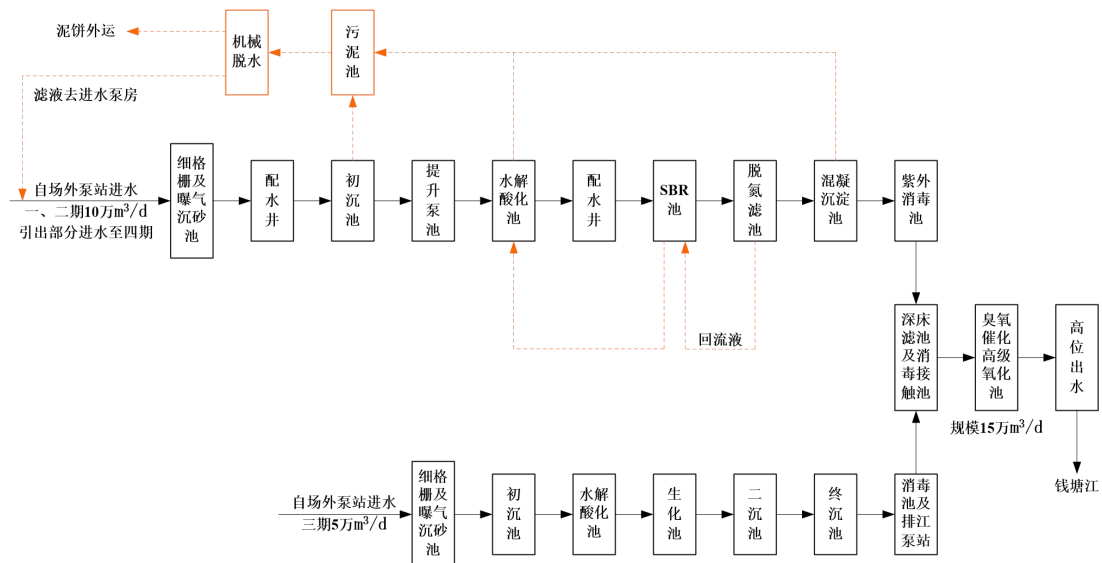 泥饼外运
机械
脱水
污
泥
池
滤液去进水泵房
自场外泵站进水
一、二期10万m³/d
引出部分进水至四期
细格
栅及
曝气
沉砂
池
配
水
井
初
沉
池
提
升
泵
池
水解
酸化
池
配
水
井
SBR
池
脱
氮
滤
池
混凝
沉淀
池
紫外
消毒
池
回流液
深床
滤池
及消
毒接
触池
臭氧
催化
高级
氧化
池
高
位
出
水
规模15万m³/d
钱塘江
自场外泵站进水
三期5万m³/d
细格
栅及
曝气
沉砂
池
初
沉
池
水解
酸化
池
生
化
池
二
沉
池
终
沉
池
消毒
池及
排江
泵站